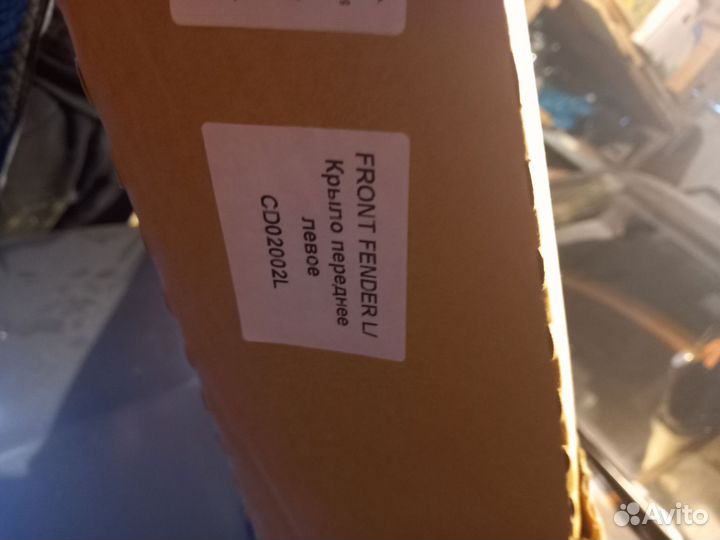 FRONT FENDER L/
Крыло переднее
левое
CD02002L
Avito